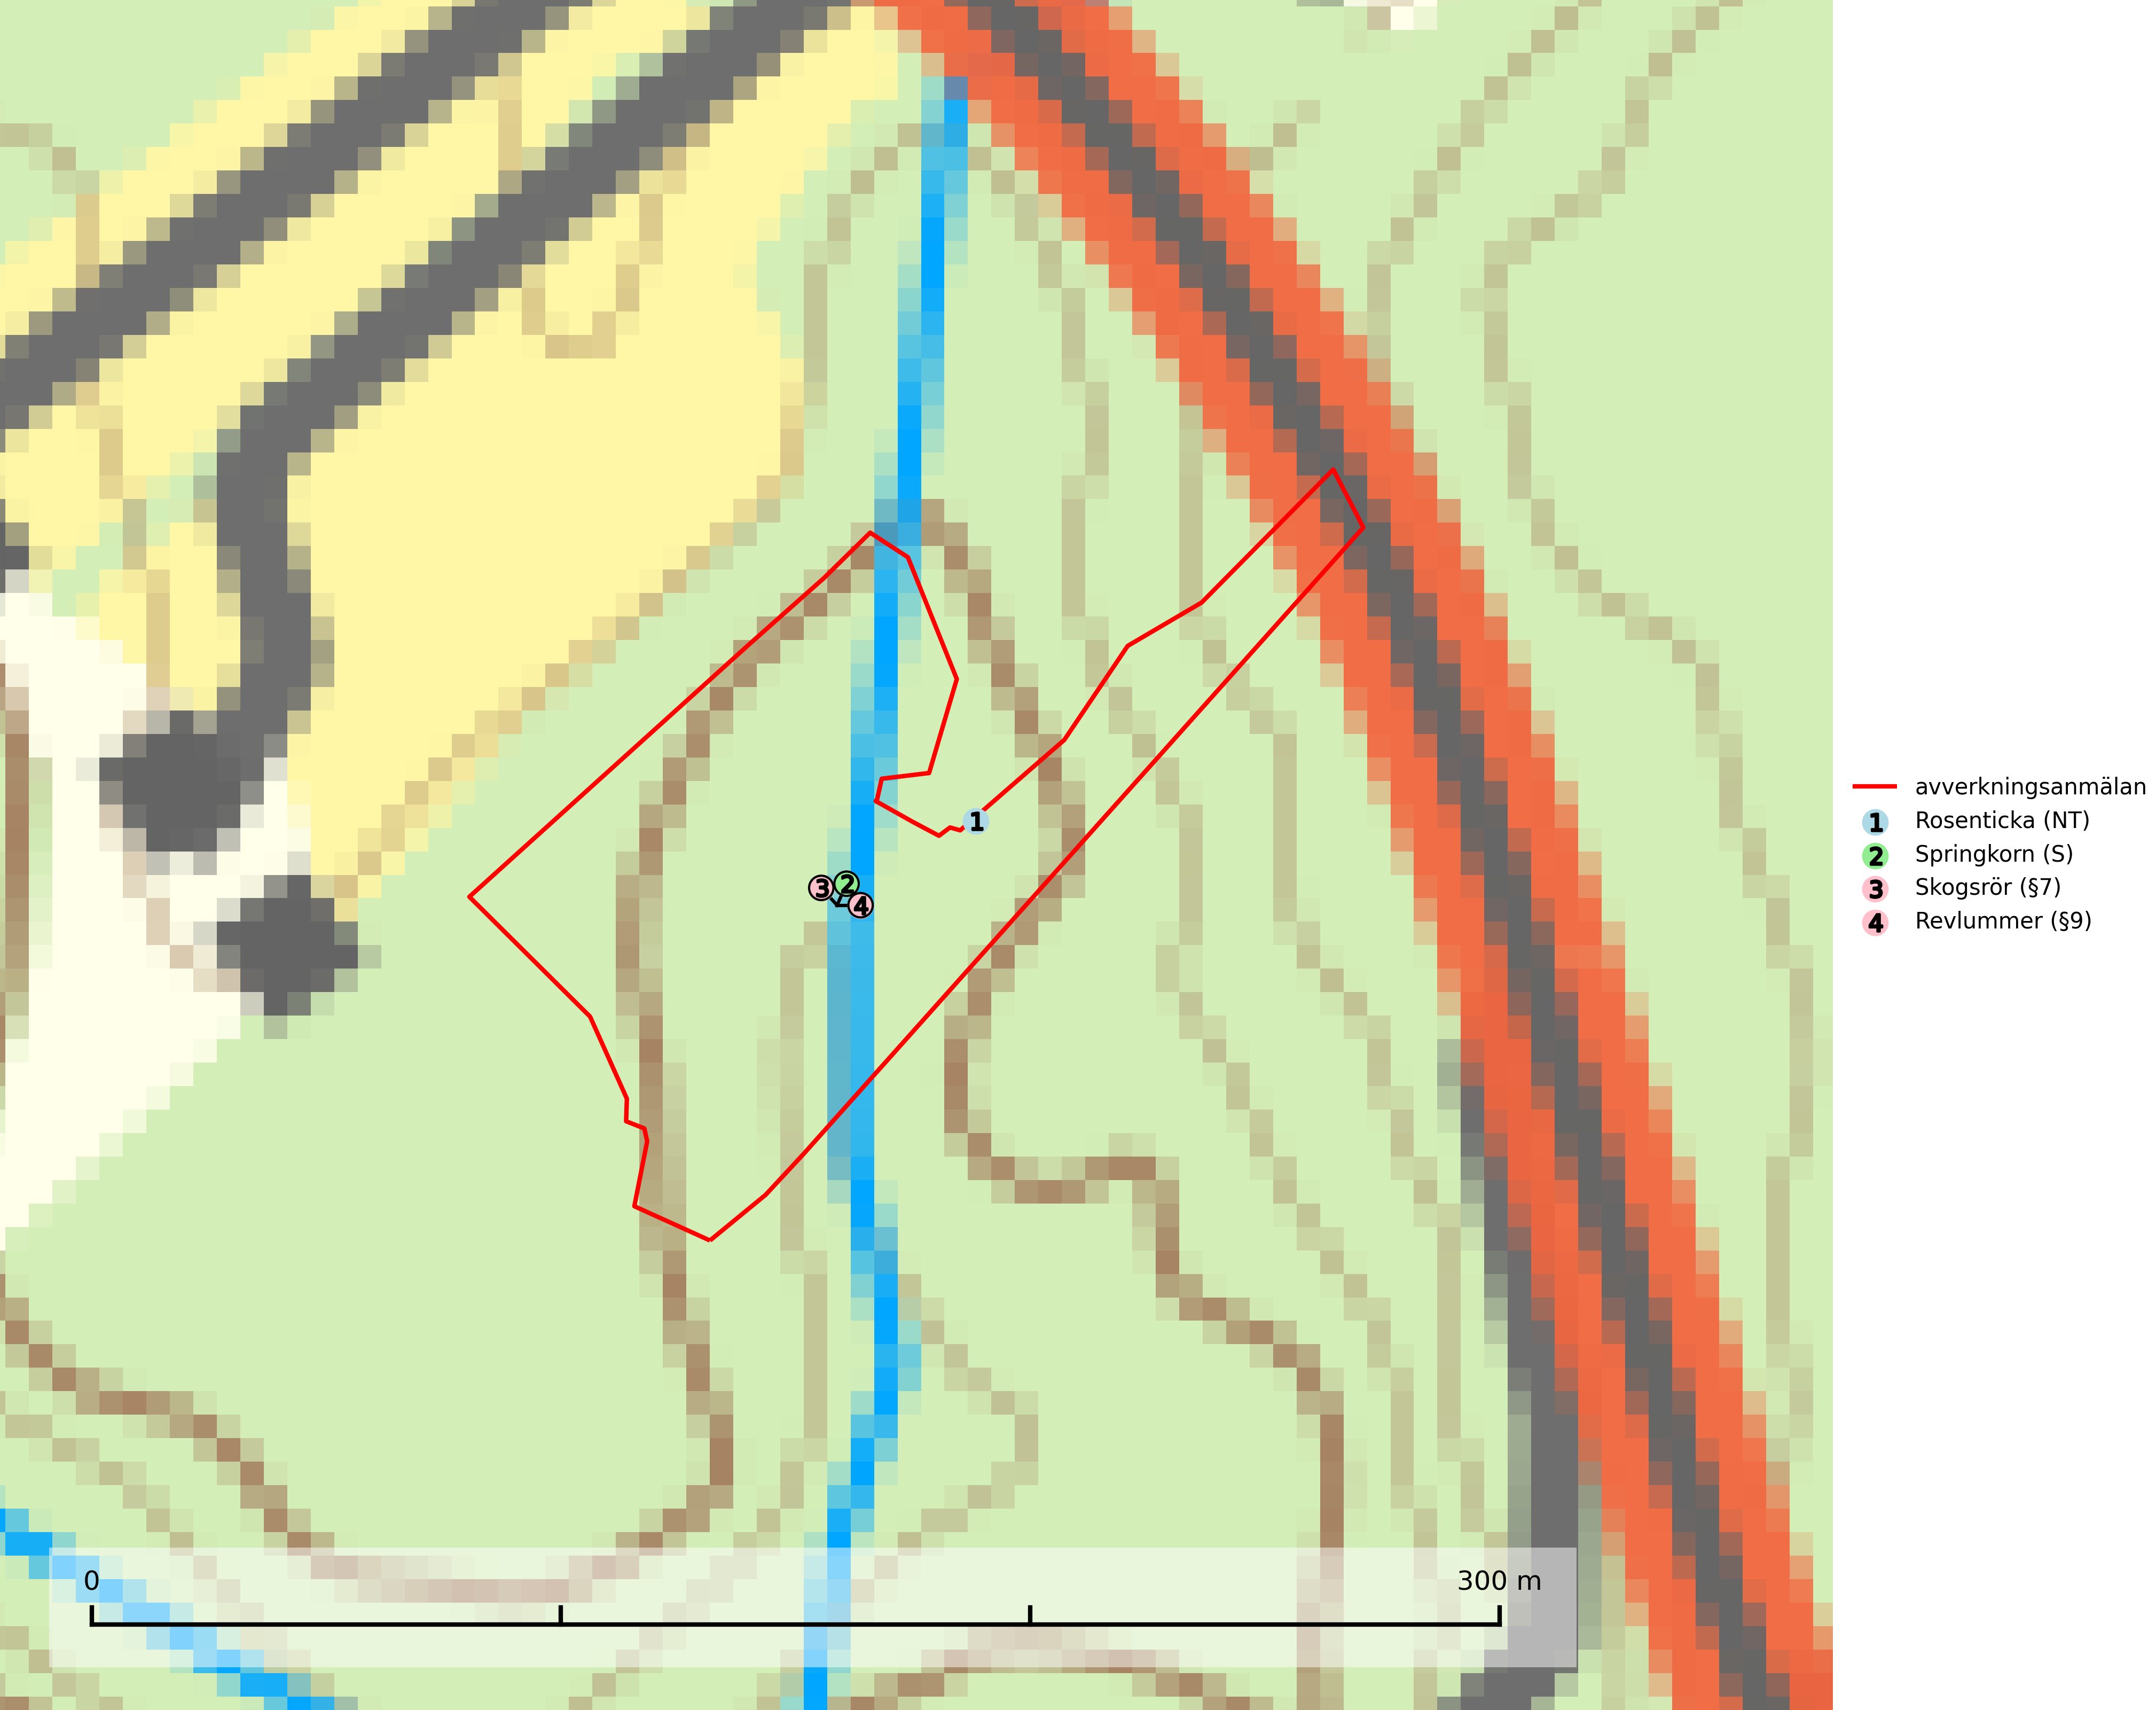 1
3
2
4
avverkningsanmälan
1 Rosenticka (NT)
2 Springkorn (S)
3 Skogsrör (§7)
4 Revlummer (§9)
0 300 m